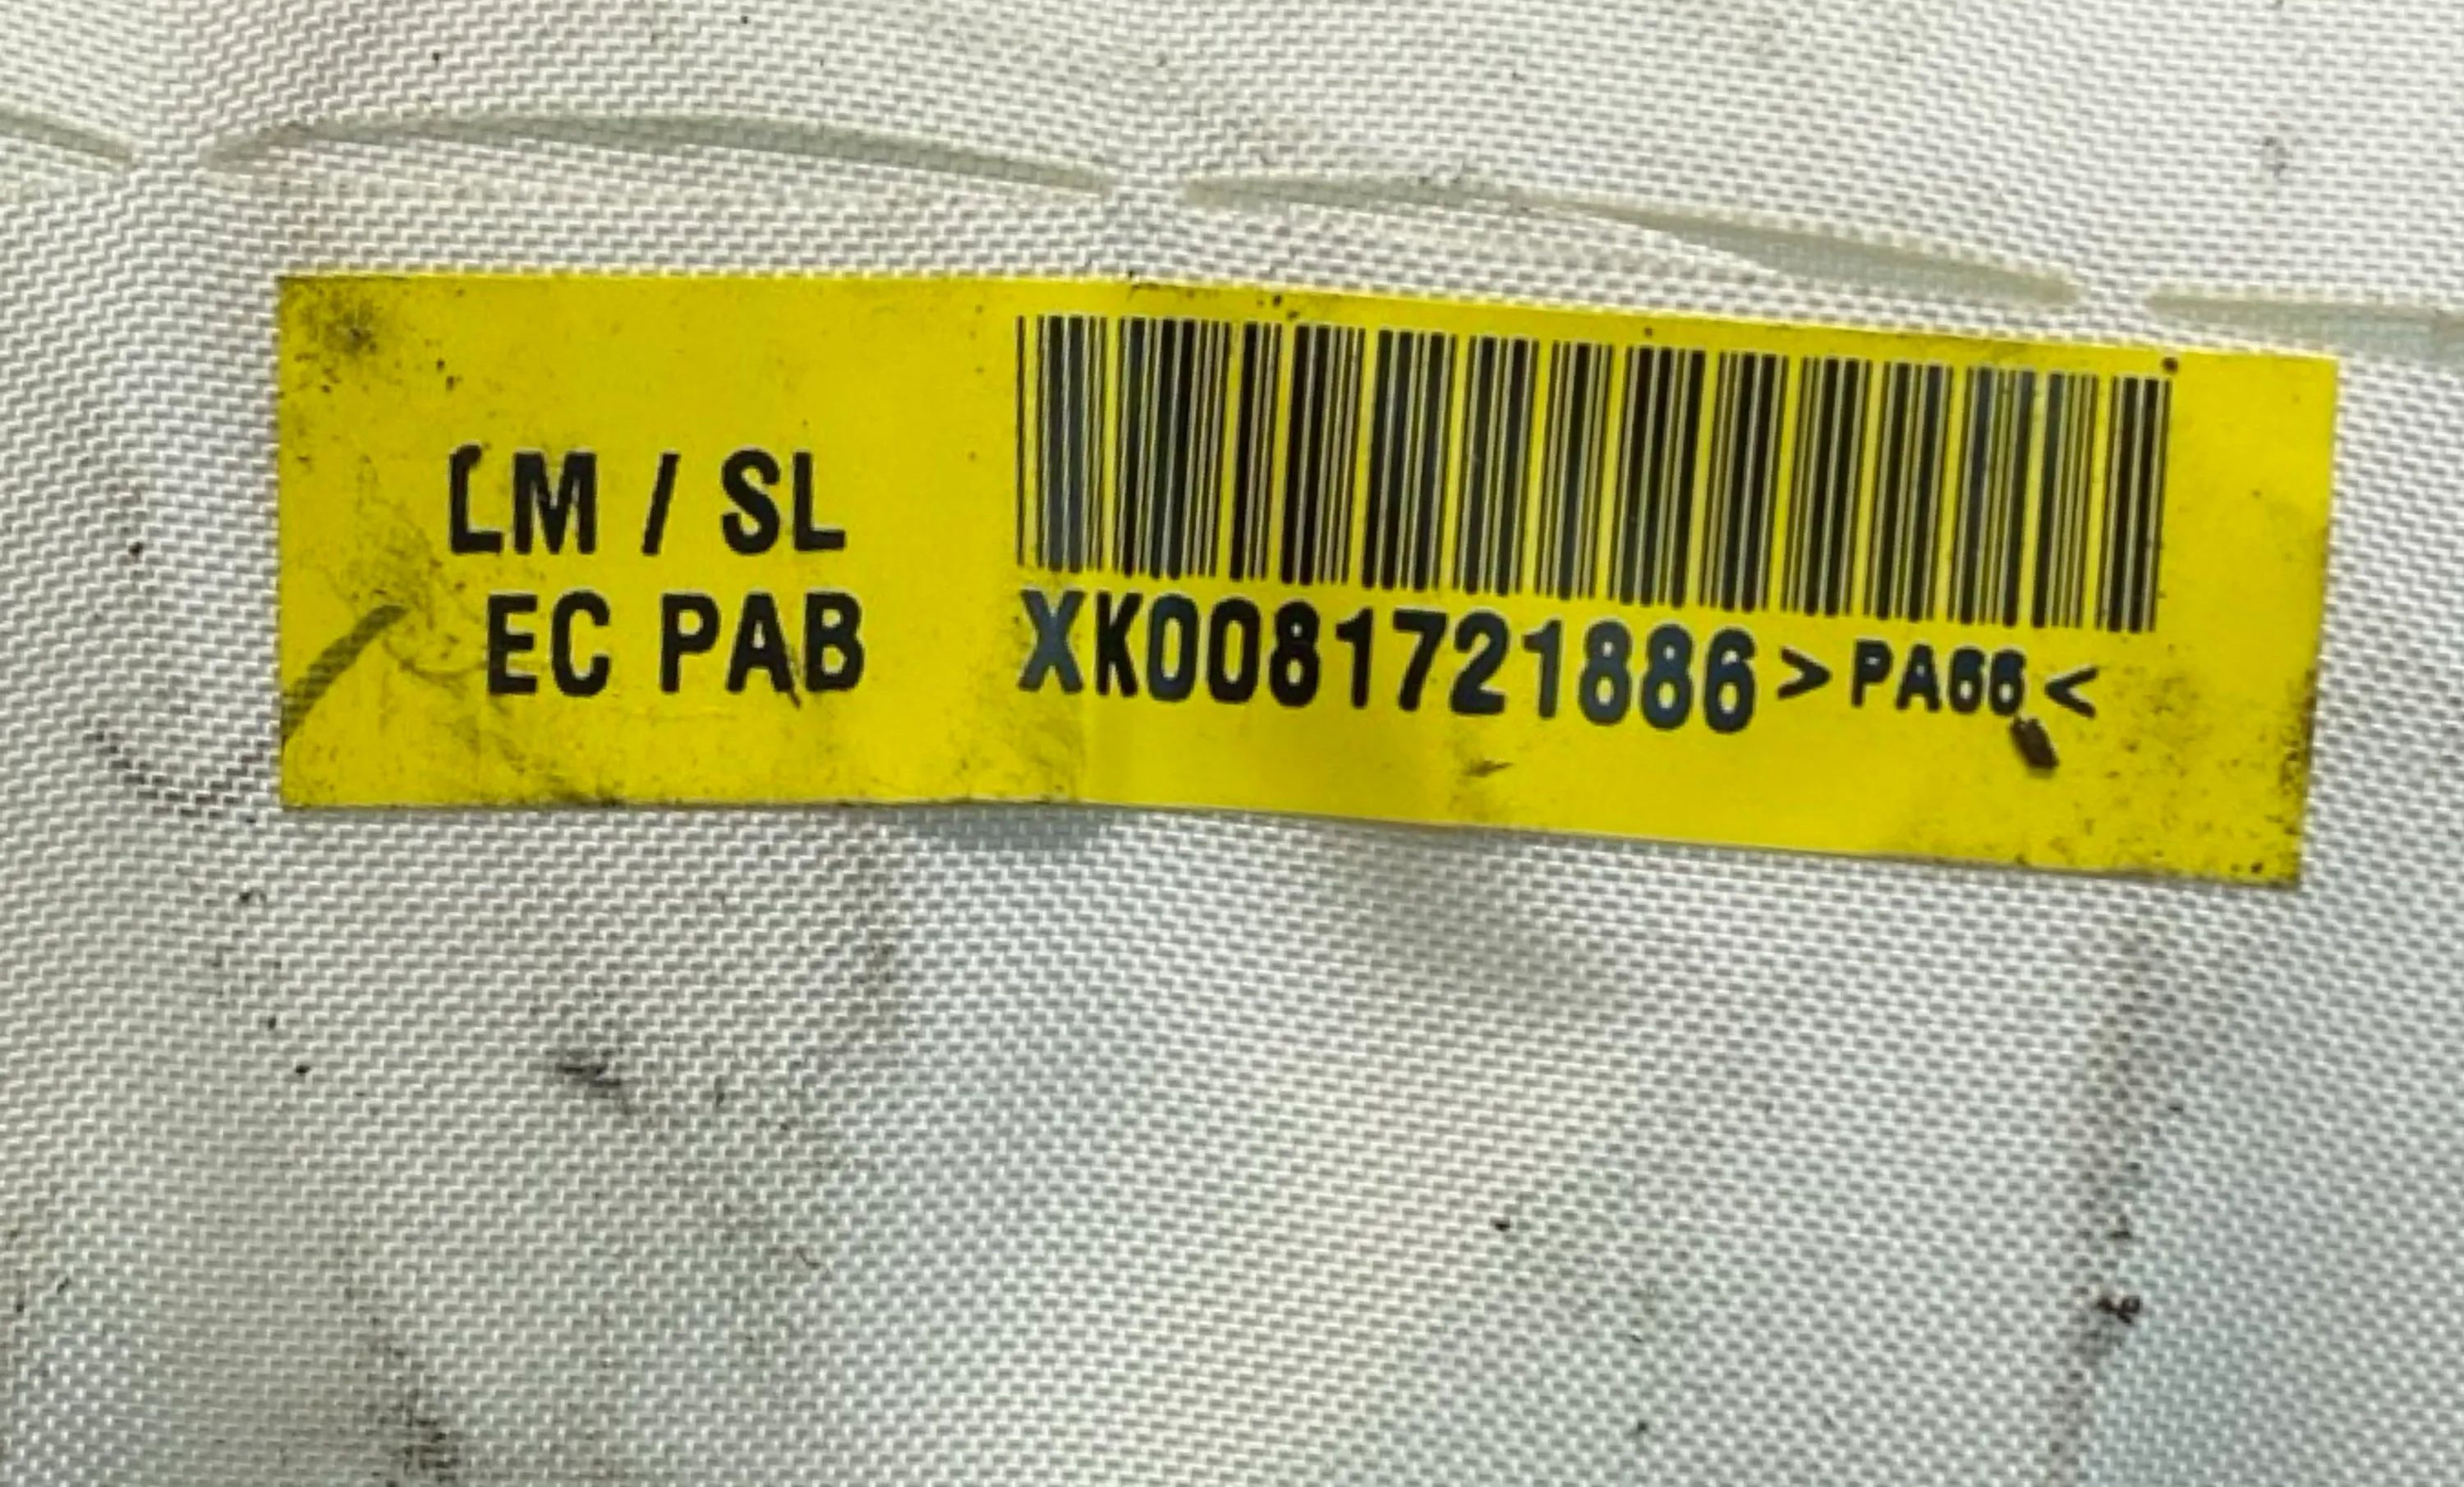 LM / SL
EC PAB
XK0081721886 >PA66<